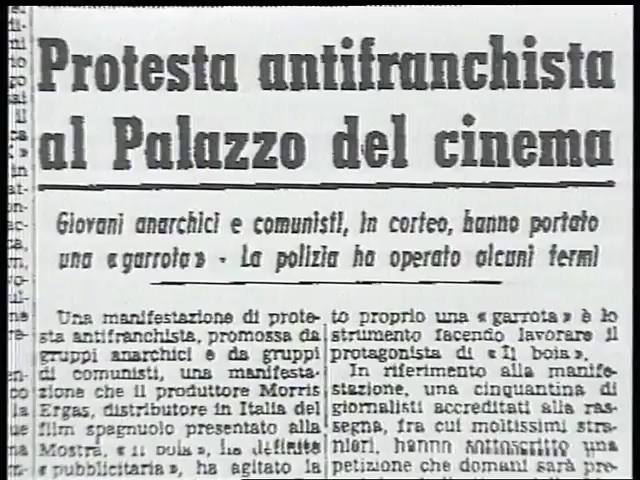 Protesta antifranchista
al Palazzo del cinema
Giovani anarchici e comunisti, in corteo, hanno portato
una «garrota» - La polizia ha operato alcuni fermi
Una manifestazione di prote-
sta antifranchista, promossa da
gruppi anarchici e da gruppi
di comunisti, una manifesta-
zione che il produttore Morris
Ergas, distributore in Italia del
film spagnuolo presentato alla
Mostra, «Il boia», ha definita
«pubblicitaria», ha agitato la
to proprio una «garrota» è lo
strumento facendo lavorare il
protagonista di «Il boia».
In riferimento alla manife-
stazione, una cinquantina di
giornalisti accreditati alla ras-
segna, fra cui moltissimi stra-
nieri, hanno sottoscritto una
petizione che domani sarà pre-